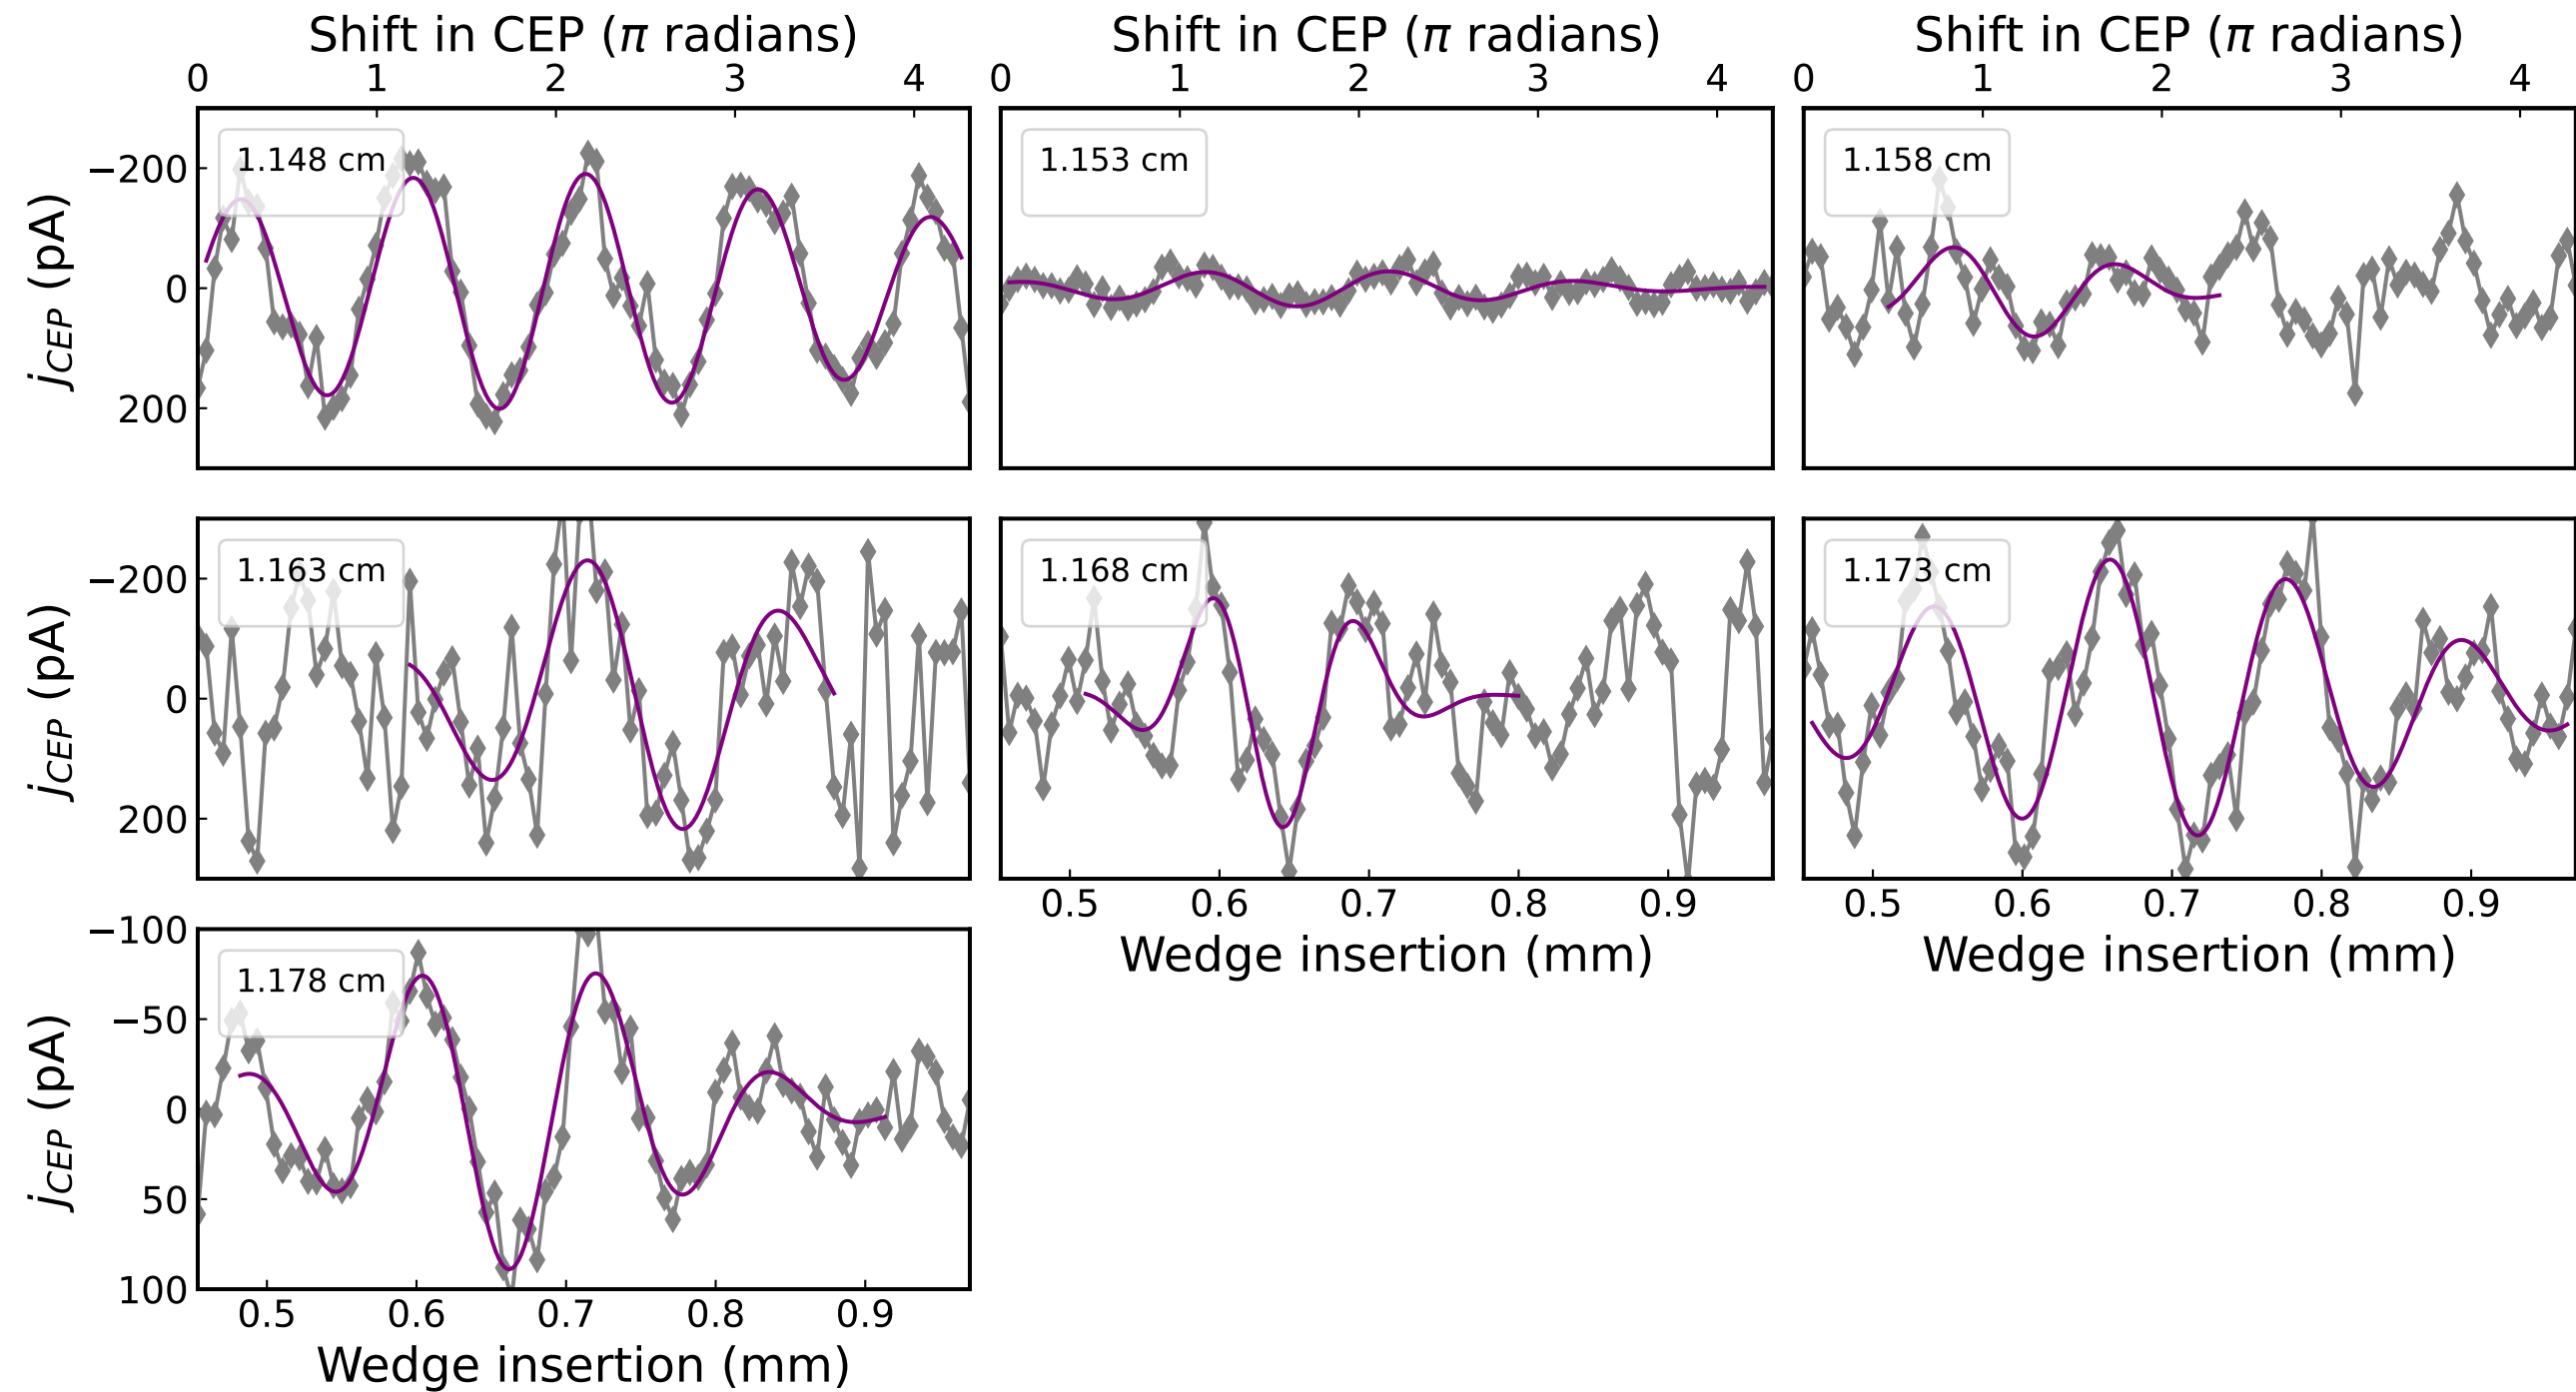 Shift in CEP (π radians) Shift in CEP (π radians) Shift in CEP (π radians)
0 1 2 3 4 0 1 2 3 4 0 1 2 3 4
j_CEP (pA)
−200
0
200
1.148 cm
1.153 cm
1.158 cm
j_CEP (pA)
−200
0
200
1.163 cm
1.168 cm
1.173 cm
0.5 0.6 0.7 0.8 0.9 0.5 0.6 0.7 0.8 0.9
Wedge insertion (mm) Wedge insertion (mm)
j_CEP (pA)
−100
−50
0
50
100
1.178 cm
0.5 0.6 0.7 0.8 0.9
Wedge insertion (mm)